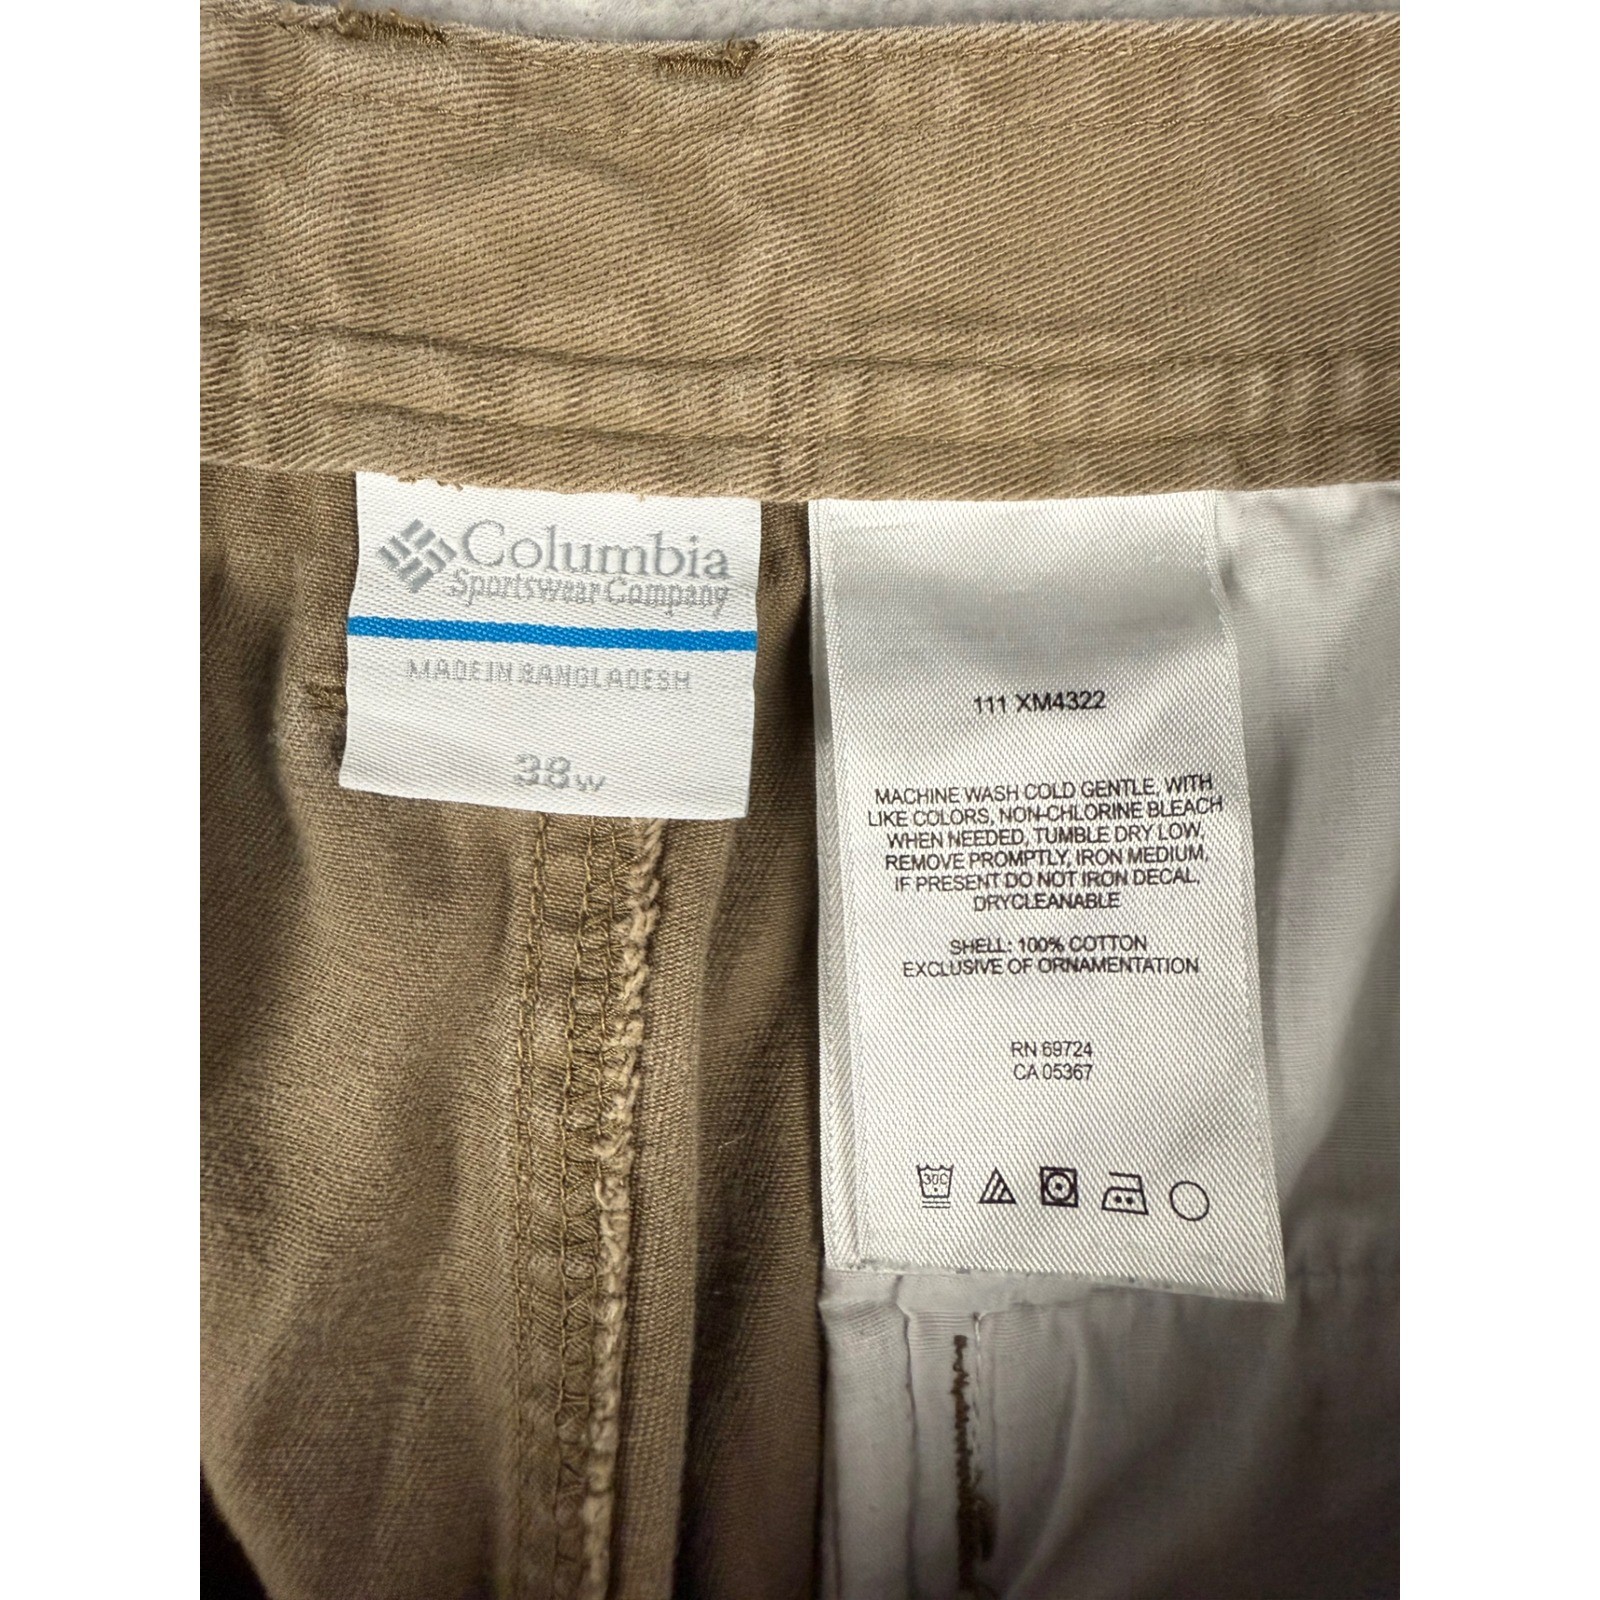 Columbia
Sportswear Company
MADE IN BANGLADESH
38W
111 XM4322
MACHINE WASH COLD GENTLE, WITH
LIKE COLORS, NON-CHLORINE BLEACH
WHEN NEEDED, TUMBLE DRY LOW,
REMOVE PROMPTLY, IRON MEDIUM,
IF PRESENT DO NOT IRON DECAL,
DRYCLEANABLE
SHELL: 100% COTTON
EXCLUSIVE OF ORNAMENTATION
RN 69724
CA 05367
30C